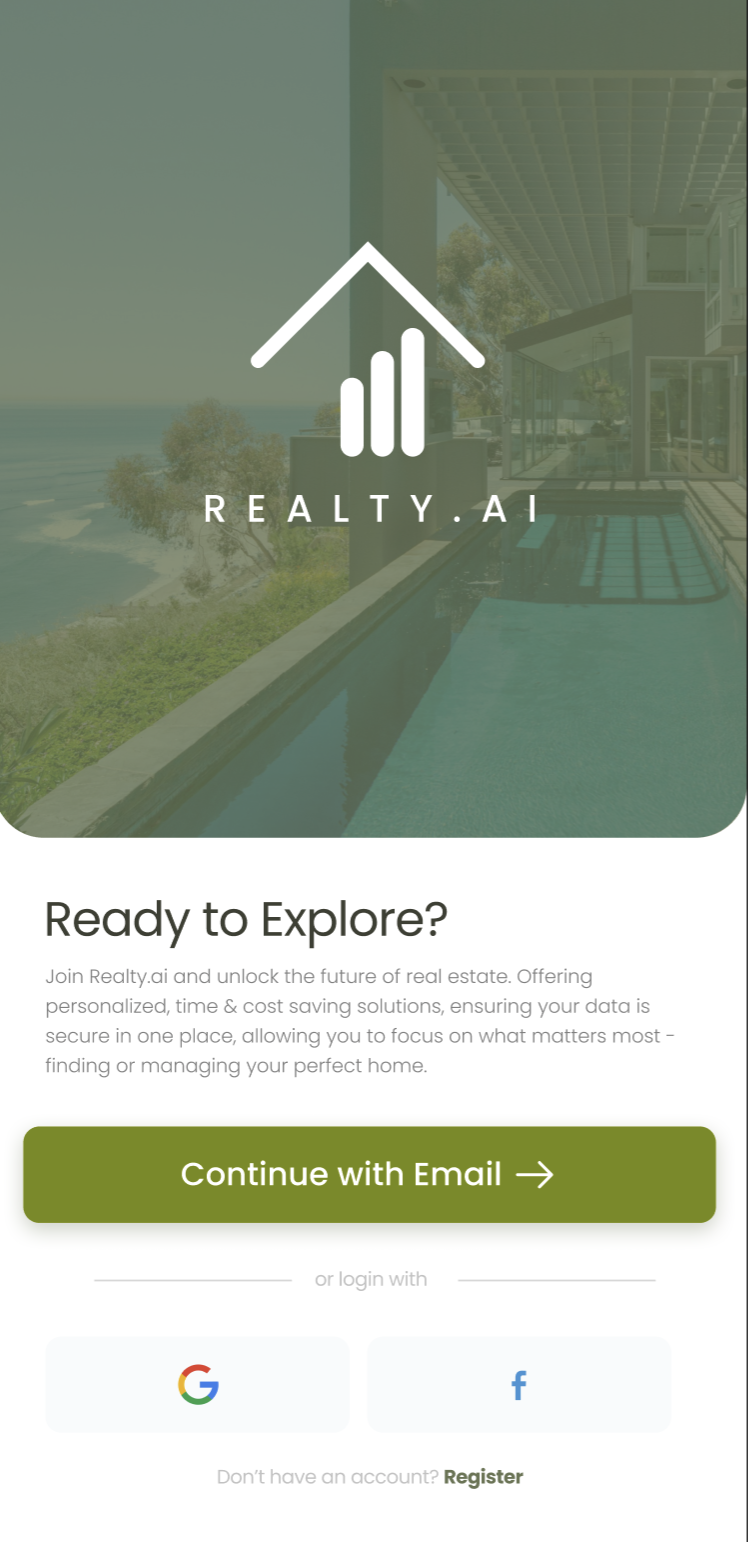 REALTY.AI
Ready to Explore?
Join Realty.ai and unlock the future of real estate. Offering
personalized, time & cost saving solutions, ensuring your data is
secure in one place, allowing you to focus on what matters most -
finding or managing your perfect home.
Continue with Email →
or login with
Don't have an account? Register